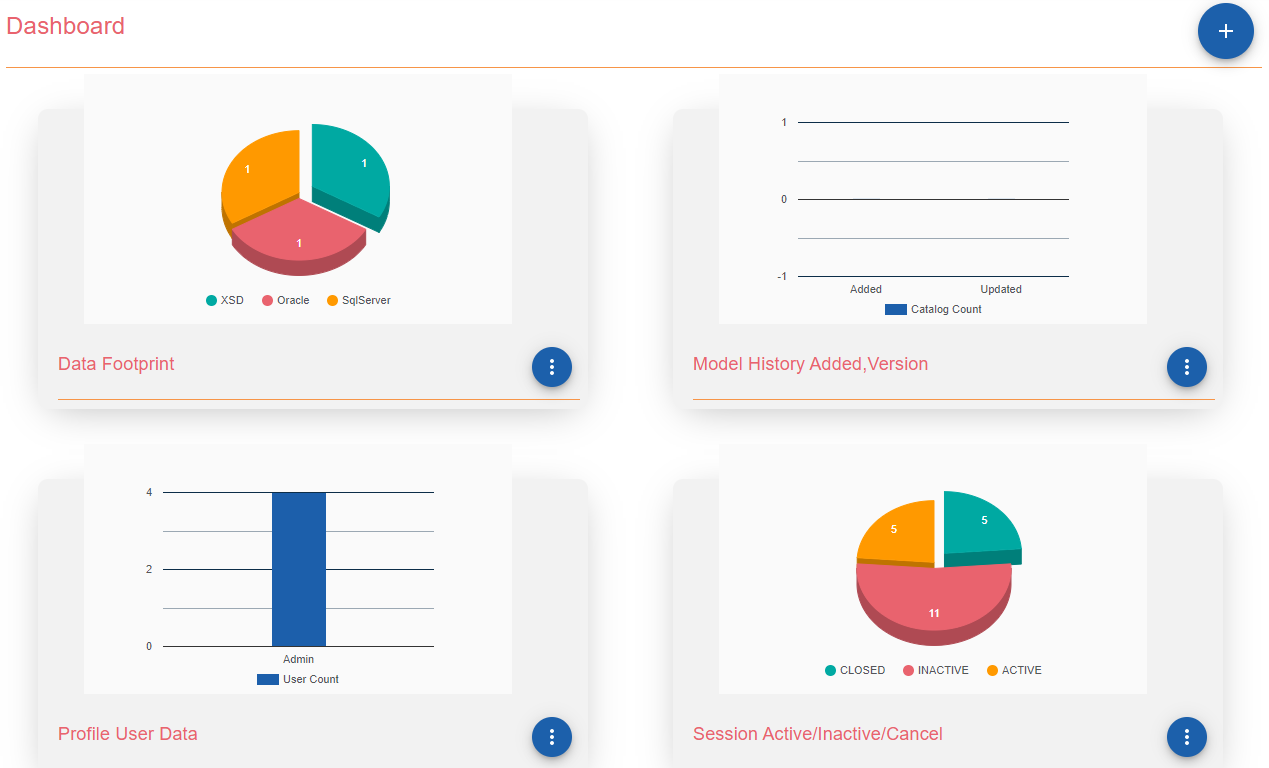 Dashboard
+
1
1
1
XSD Oracle SqlServer
Data Footprint
1
0
-1
Added Updated
Catalog Count
Model History Added,Version
4
2
0
Admin
User Count
Profile User Data
5
5
11
CLOSED INACTIVE ACTIVE
Session Active/Inactive/Cancel